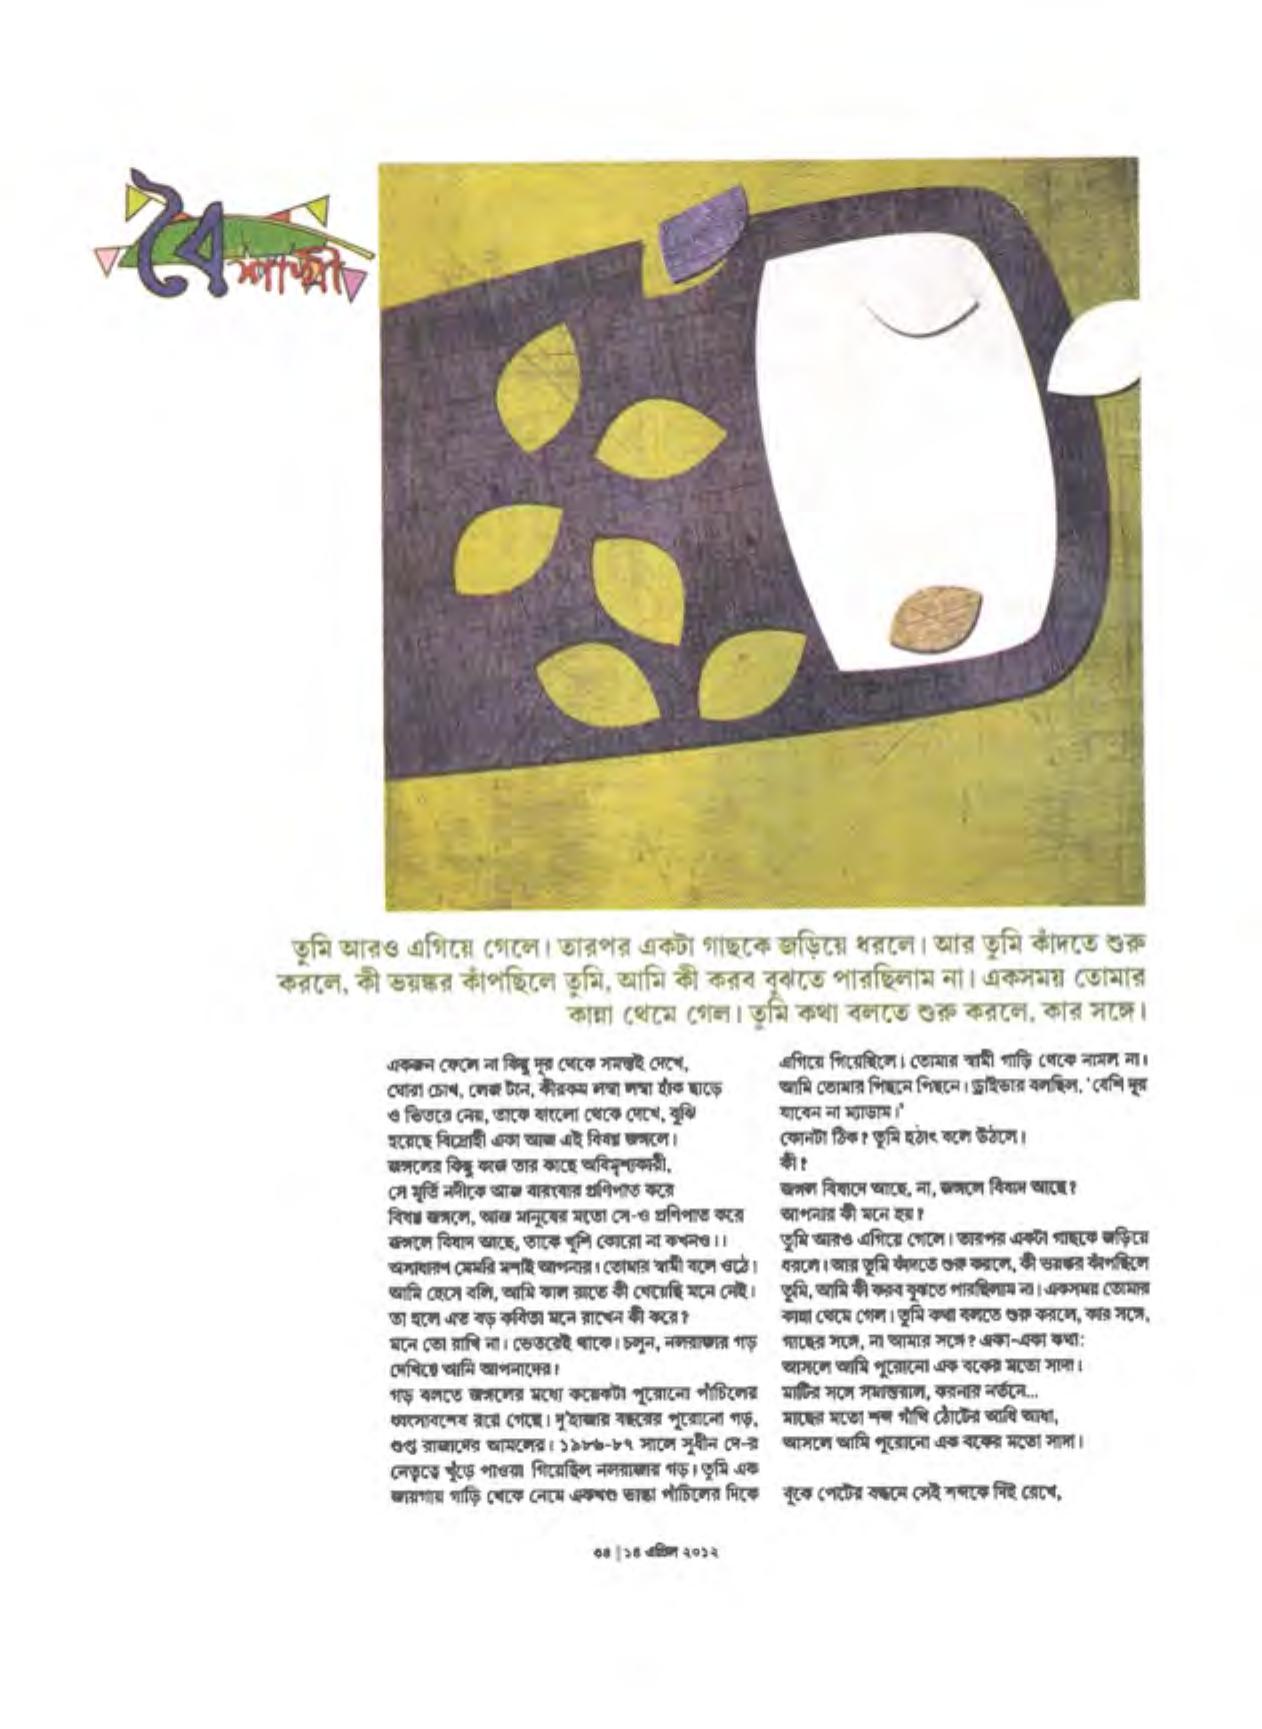 বৈশাখী
তুমি আরও এগিয়ে গেলে। তারপর একটা গাছকে জড়িয়ে ধরলে। আর তুমি কাঁদতে শুরু
করলে, কী ভয়ঙ্কর কাঁপছিলে তুমি, আমি কী করব বুঝতে পারছিলাম না। একসময় তোমার
কান্না থেমে গেল। তুমি কথা বলতে শুরু করলে, কার সঙ্গে।
একজন ফেলে না কিন্তু দূর থেকে সমস্তই দেখে,
ঘোরা চোখ, লেজ টান, কীরকম লম্বা লম্বা হাঁক ছাড়ে
ও ভিতরে নেয়, তাকে বাংলো থেকে দেখে, বুঝি
হয়েছে বিদ্রোহী একা আজ এই বিষণ্ণ জঙ্গলে।
জঙ্গলের কিছু কাজ তার কাছে অবিমৃশ্যকারী,
সে মূর্তি নদীকে আজ বারংবার প্রণিপাত করে
বিষণ্ণ জঙ্গলে, আজ মানুষের মতো সে-ও প্রণিপাত করে
জঙ্গলে বিষাদ আছে, তাকে খুশি কোরো না কখনও।।
অসাধারণ মেমরি মশাই আপনার। তোমার স্বামী বলে ওঠে।
আমি হেসে বলি, আমি কাল রাতে কী খেয়েছি মনে নেই।
তা হলে এত বড় কবিতা মনে রাখেন কী করে?
মনে তো রাখি না। ভেতরেই থাকে। চলুন, নলরাজার গড়
দেখিয়ে আনি আপনাদের।
গড় বলতে জঙ্গলের মধ্যে কয়েকটা পুরোনো পাঁচিলের
ধ্বংসাবশেষ রয়ে গেছে। দু'হাজার বছরের পুরোনো গড়,
গুপ্ত রাজাদের আমলের। ১৯৮৬-৮৭ সালে সুধীন দে-র
নেতৃত্বে খুঁড়ে পাওয়া গিয়েছিল নলরাজার গড়। তুমি এক
জায়গায় গাড়ি থেকে নেমে একখণ্ড ভাঙা পাঁচিলের দিকে
এগিয়ে গিয়েছিলে। তোমার স্বামী গাড়ি থেকে নামল না।
আমি তোমার পিছনে পিছনে। ড্রাইভার বলছিল, 'বেশি দূর
যাবেন না ম্যাডাম।'
কোনটা ঠিক? তুমি হঠাৎ বলে উঠলে।
কী?
জঙ্গল বিষাদে আছে, না, জঙ্গলে বিষাদ আছে?
আপনার কী মনে হয়?
তুমি আরও এগিয়ে গেলে। তারপর একটা গাছকে জড়িয়ে
ধরলে। আর তুমি কাঁদতে শুরু করলে, কী ভয়ঙ্কর কাঁপছিলে
তুমি, আমি কী করব বুঝতে পারছিলাম না। একসময় তোমার
কান্না থেমে গেল। তুমি কথা বলতে শুরু করলে, কার সঙ্গে,
গাছের সঙ্গে, না আমার সঙ্গে? একা-একা কথা:
আসলে আমি পুরোনো এক বকের মতো সাদা।
মাটির সঙ্গে সমান্তরাল, ঝরনার নর্তনে...
মাছের মতো শব্দ গাঁথি ঠোঁটের আধি আধা,
আসলে আমি পুরোনো এক বকের মতো সাদা।
বুকে পেটের বন্ধনে সেই শব্দকে দিই রেখে,
৩৪ | ১৪ এপ্রিল ২০১২